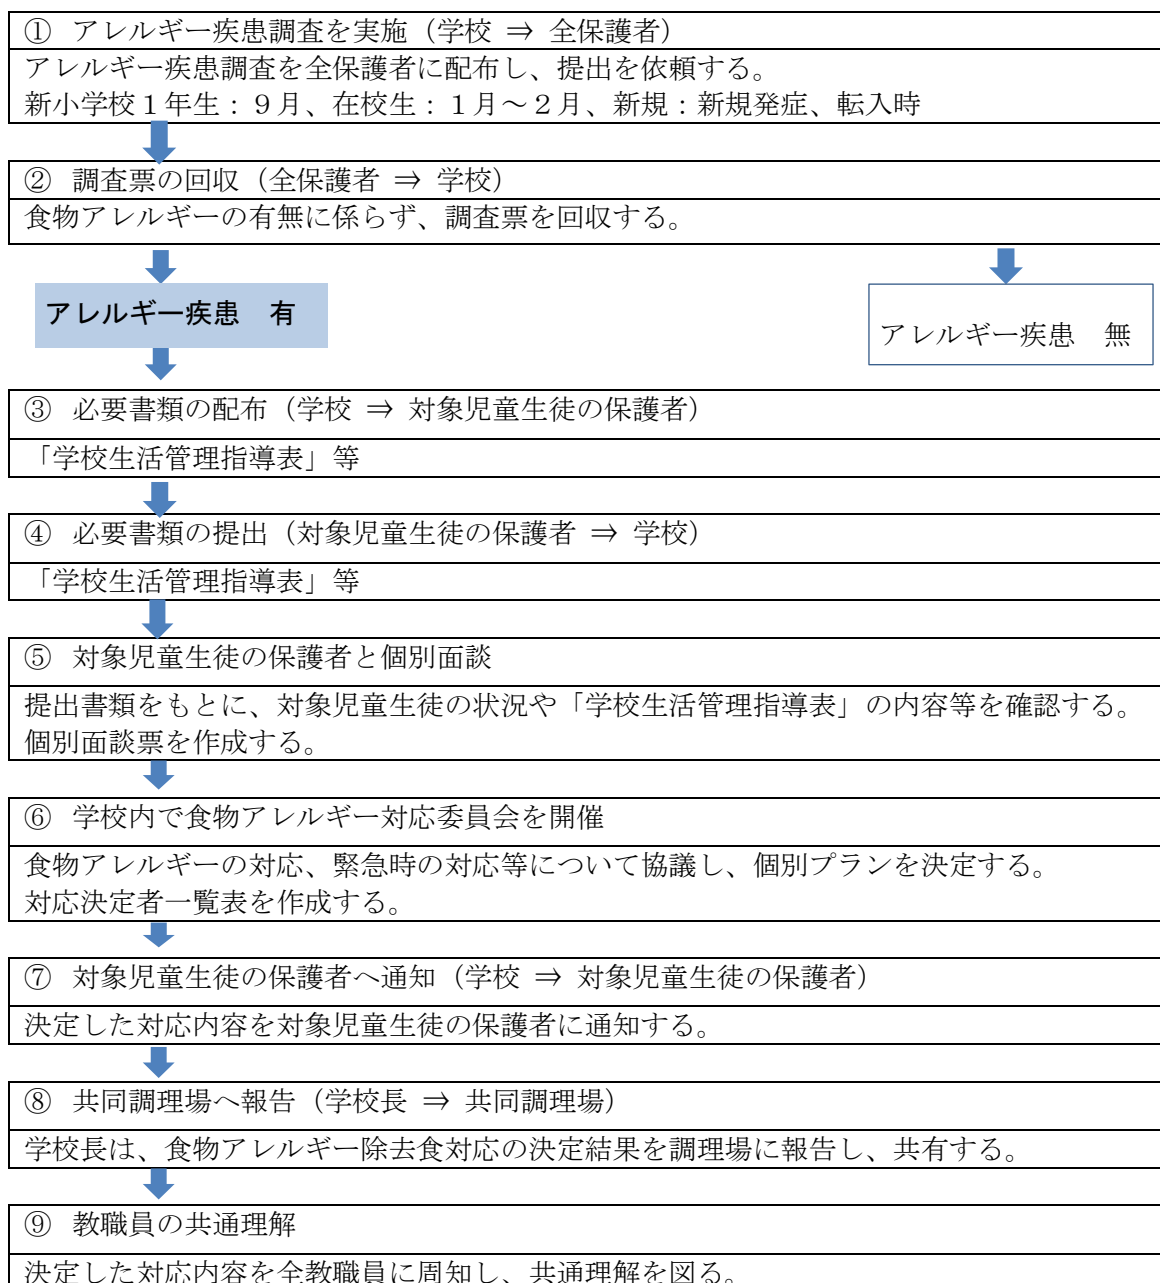 ① アレルギー疾患調査を実施（学校 ⇒ 全保護者）
アレルギー疾患調査を全保護者に配布し、提出を依頼する。
新小学校１年生：９月、在校生：１月～２月、新規：新規発症、転入時
② 調査票の回収（全保護者 ⇒ 学校）
食物アレルギーの有無に係らず、調査票を回収する。
アレルギー疾患　有
アレルギー疾患　無
③ 必要書類の配布（学校 ⇒ 対象児童生徒の保護者）
「学校生活管理指導表」等
④ 必要書類の提出（対象児童生徒の保護者 ⇒ 学校）
「学校生活管理指導表」等
⑤ 対象児童生徒の保護者と個別面談
提出書類をもとに、対象児童生徒の状況や「学校生活管理指導表」の内容等を確認する。
個別面談票を作成する。
⑥ 学校内で食物アレルギー対応委員会を開催
食物アレルギーの対応、緊急時の対応等について協議し、個別プランを決定する。
対応決定者一覧表を作成する。
⑦ 対象児童生徒の保護者へ通知（学校 ⇒ 対象児童生徒の保護者）
決定した対応内容を対象児童生徒の保護者に通知する。
⑧ 共同調理場へ報告（学校長 ⇒ 共同調理場）
学校長は、食物アレルギー除去食対応の決定結果を調理場に報告し、共有する。
⑨ 教職員の共通理解
決定した対応内容を全教職員に周知し、共通理解を図る。